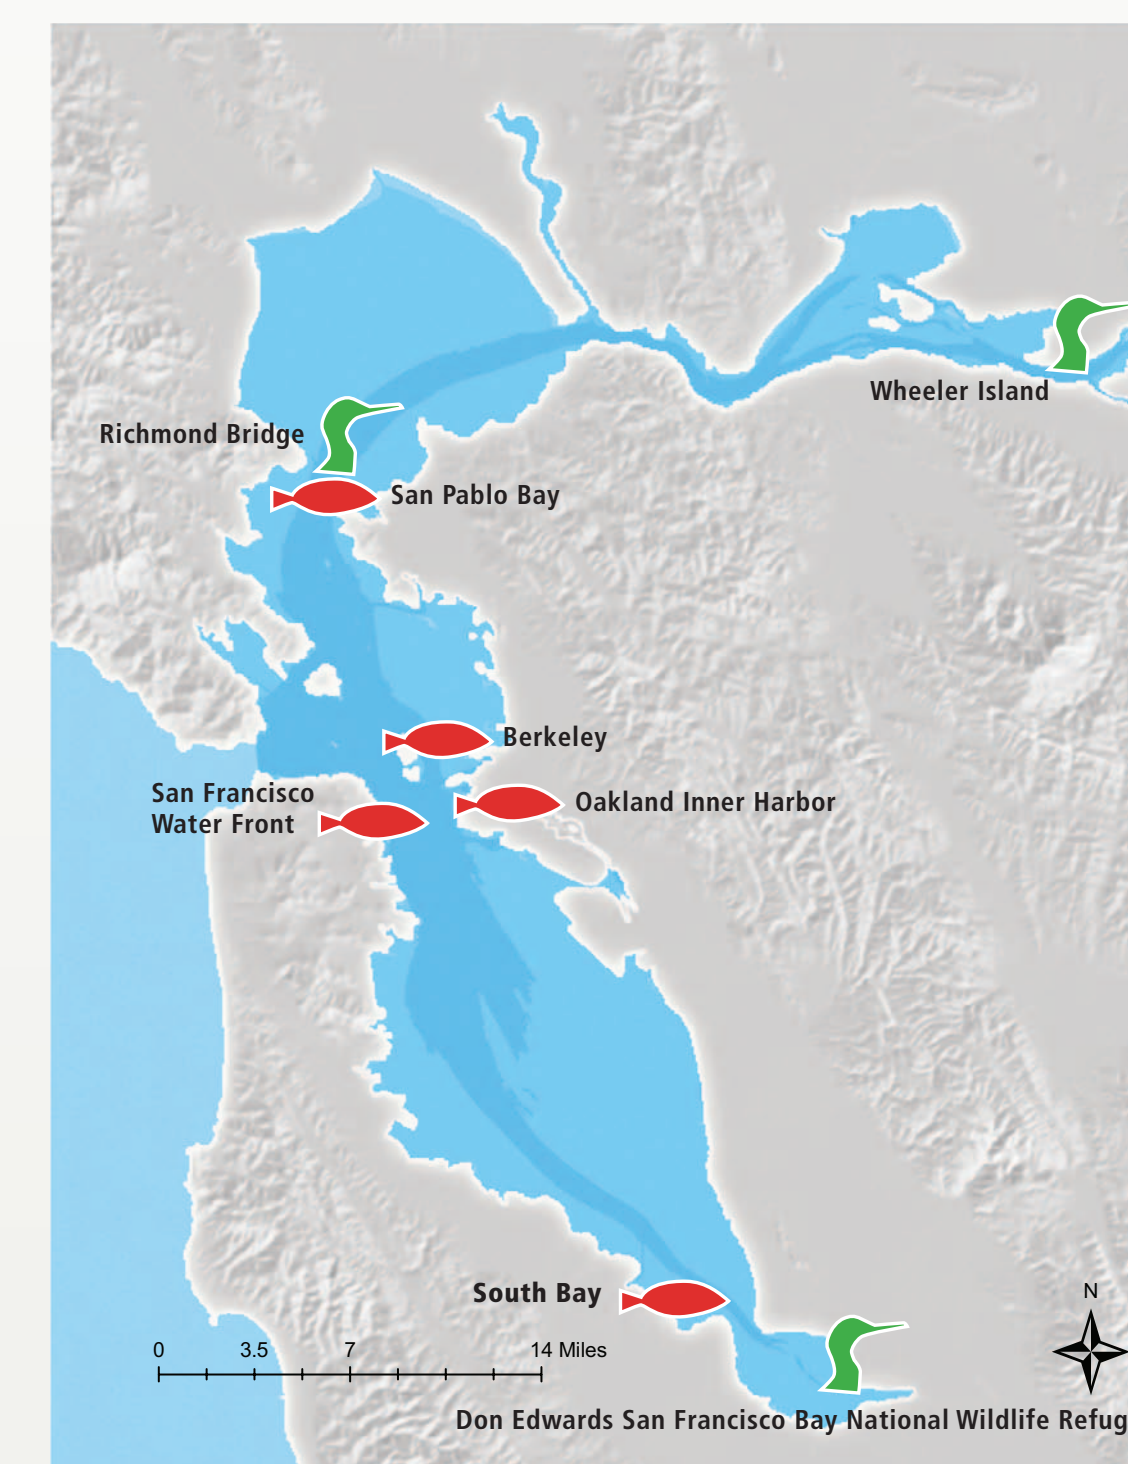 Wheeler Island
Richmond Bridge
San Pablo Bay
Berkeley
San Francisco
Water Front
Oakland Inner Harbor
South Bay
N
0 3.5 7 14 Miles
Don Edwards San Francisco Bay National Wildlife Refug